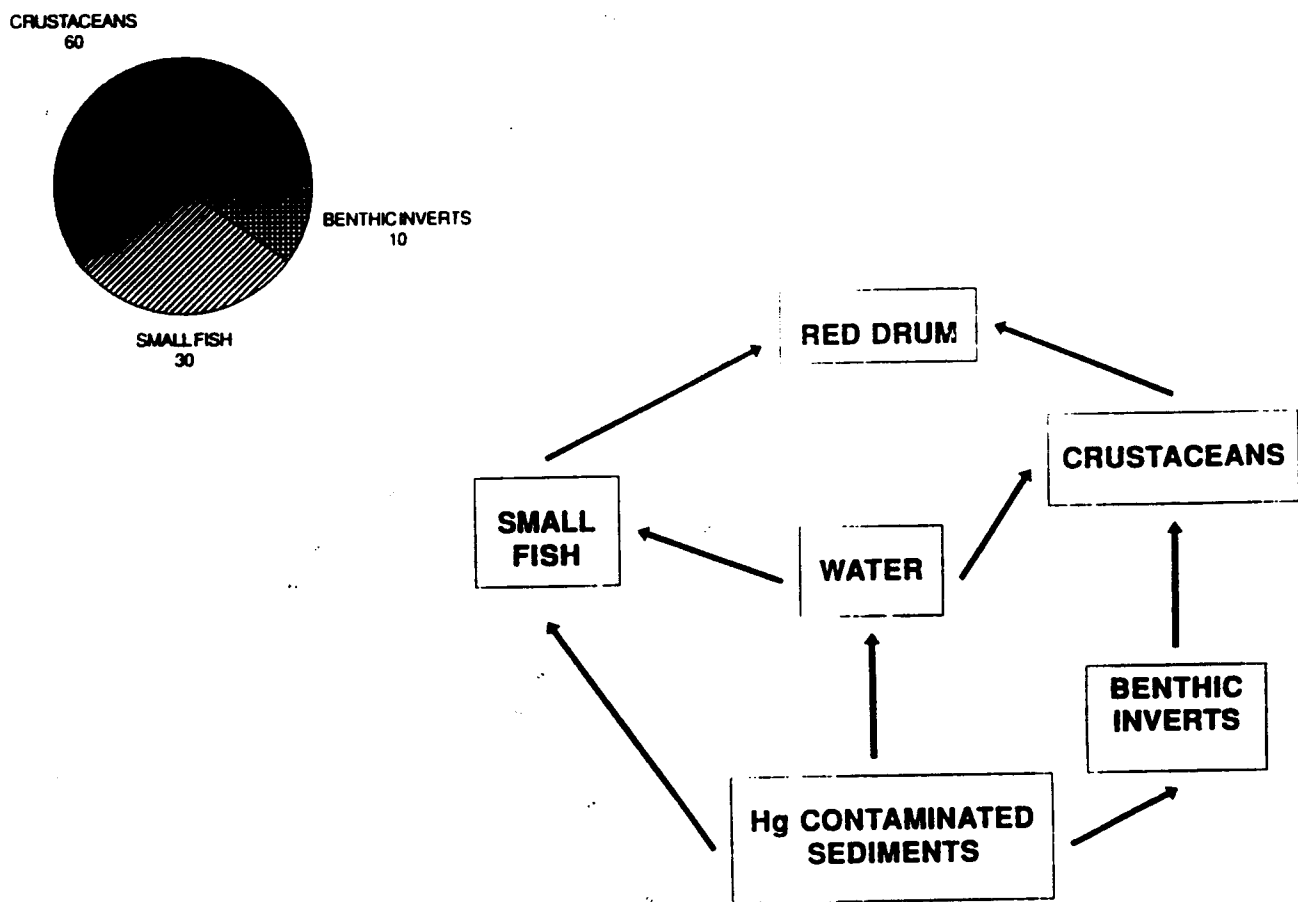 CRUSTACEANS
60
BENTHIC INVERTS
10
SMALL FISH
30
RED DRUM
CRUSTACEANS
SMALL
FISH
WATER
BENTHIC
INVERTS
Hg CONTAMINATED
SEDIMENTS